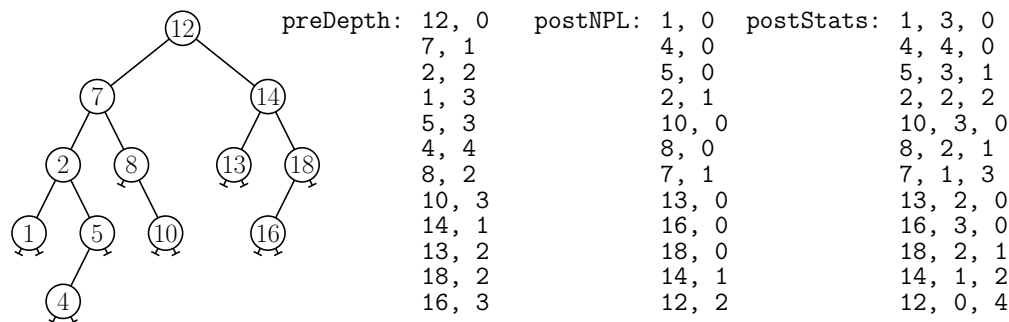 12
7
14
2
8
13
18
1
5
10
16
4
preDepth: 12, 0
7, 1
2, 2
1, 3
5, 3
4, 4
8, 2
10, 3
14, 1
13, 2
18, 2
16, 3
postNPL: 1, 0
4, 0
5, 0
2, 1
10, 0
8, 0
7, 1
13, 0
16, 0
18, 0
14, 1
12, 2
postStats: 1, 3, 0
4, 4, 0
5, 3, 1
2, 2, 2
10, 3, 0
8, 2, 1
7, 1, 3
13, 2, 0
16, 3, 0
18, 2, 1
14, 1, 2
12, 0, 4